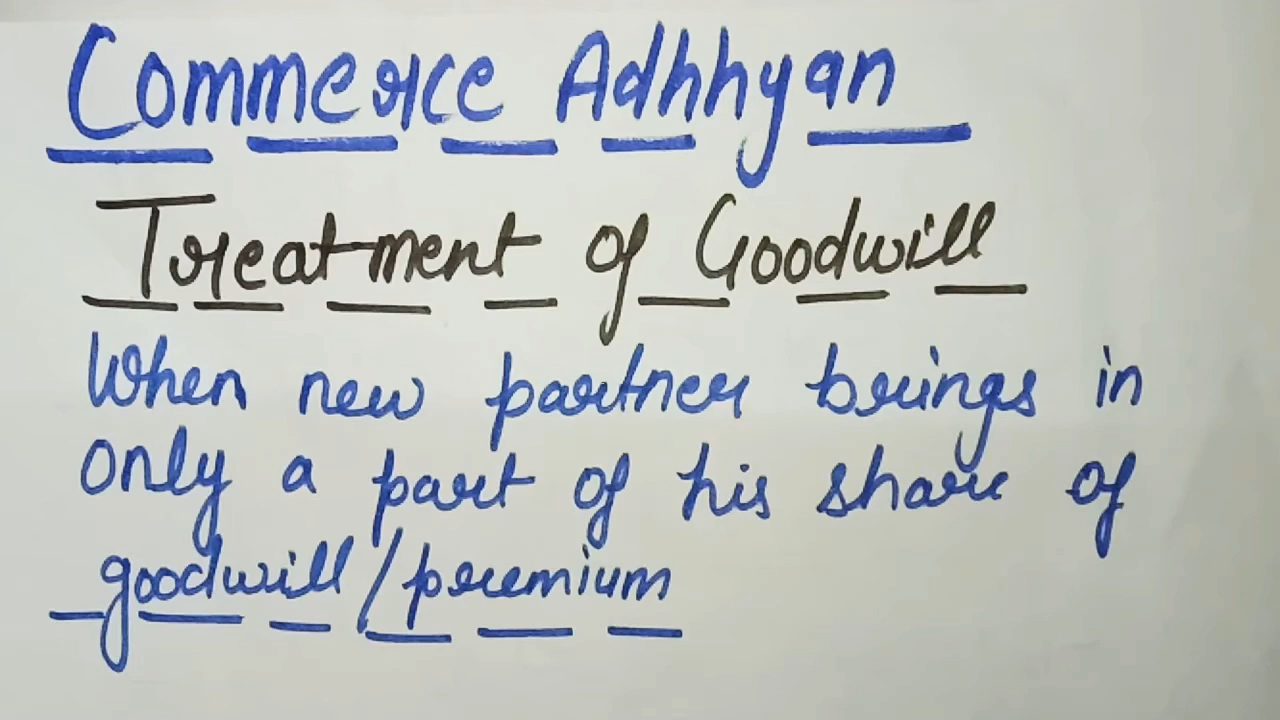 Commerce Adhhyan
Treatment of Goodwill
When new partner brings in
only a part of his share of
goodwill/premium